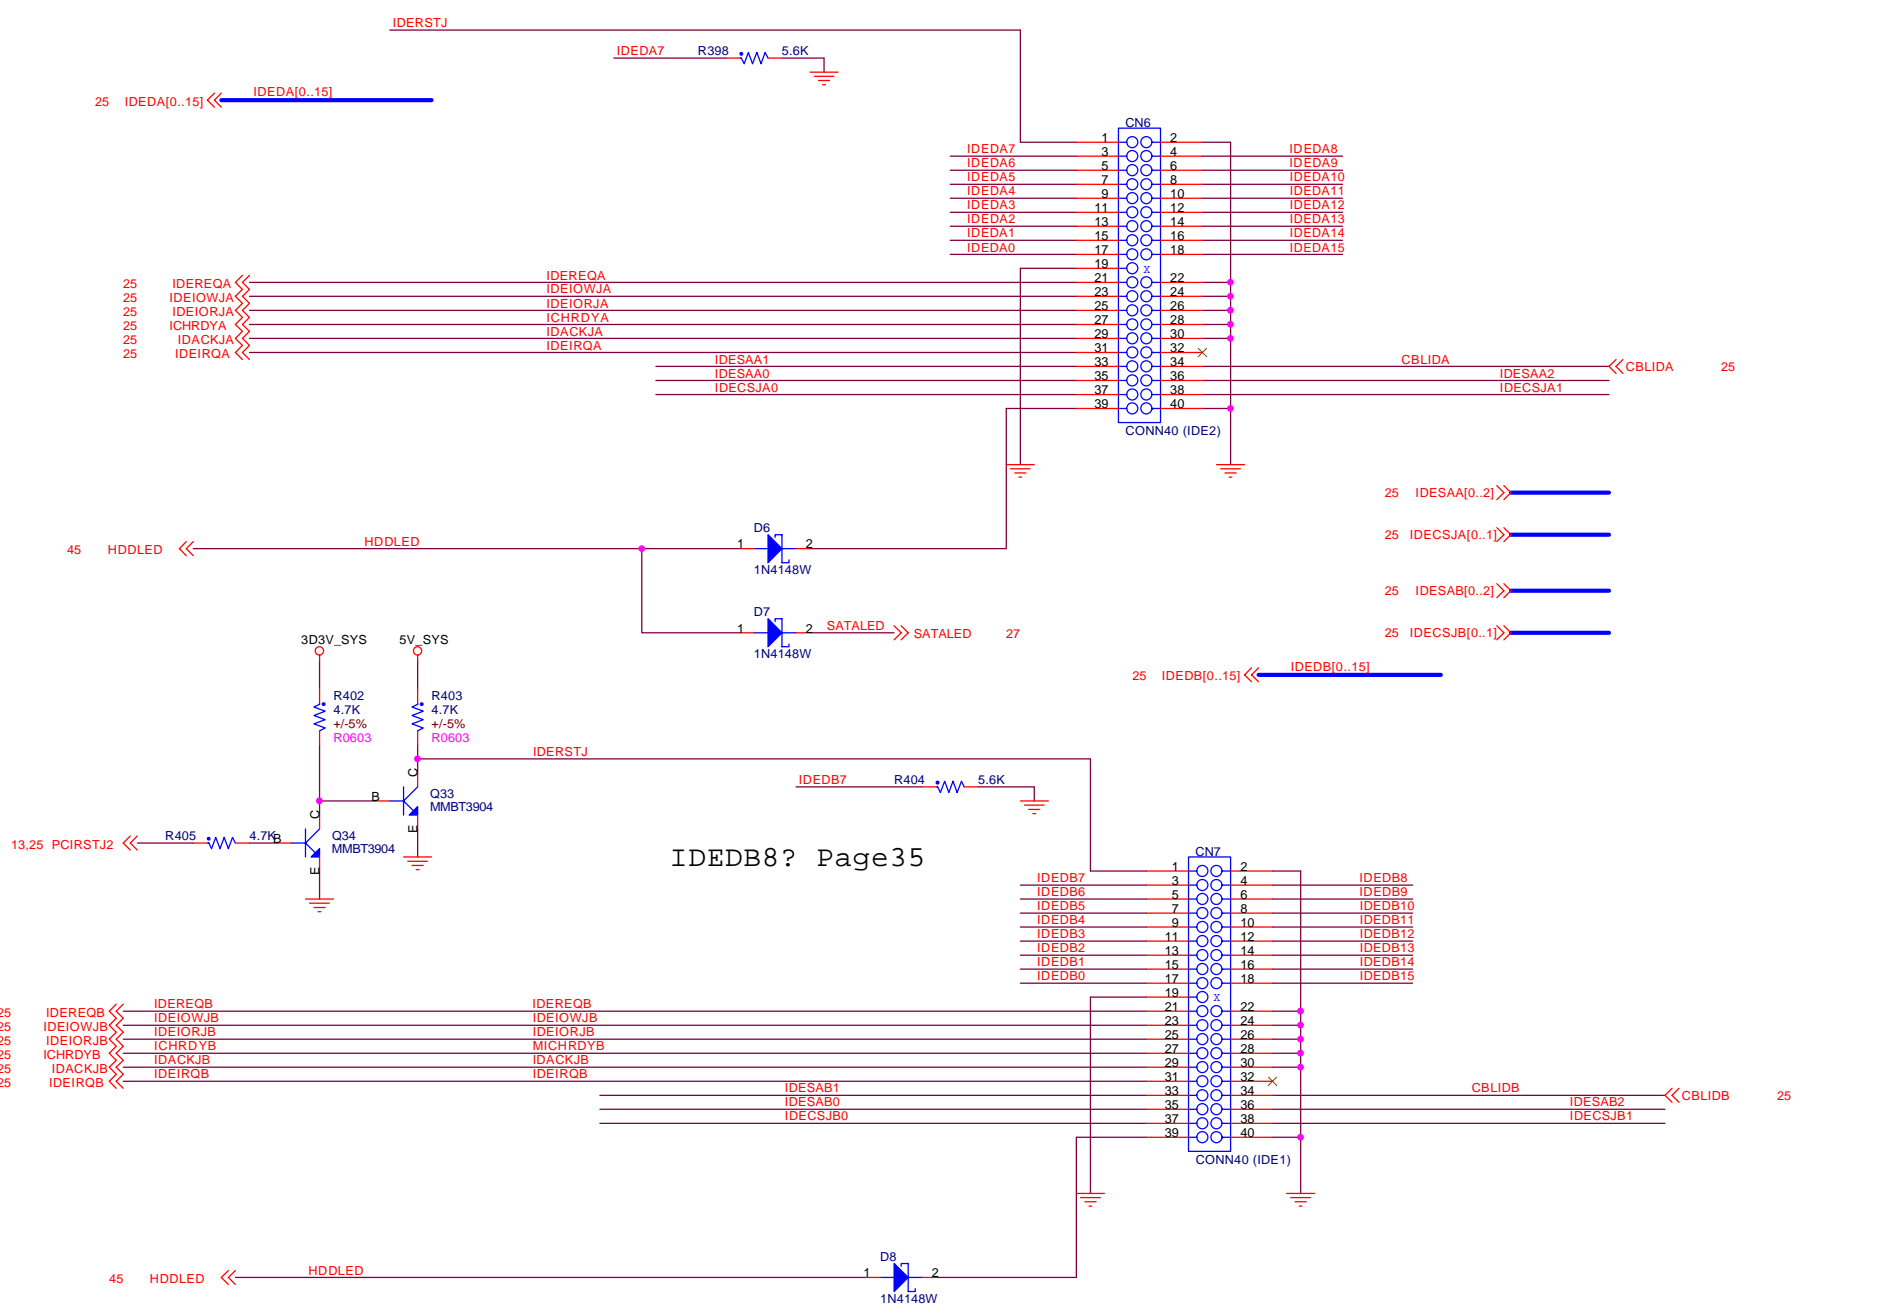 IDERSTJ
IDEDA7 R398 5.6K
25 IDEDA[0..15] IDEDA[0..15]
CN6
1 2
IDEDA7 3 4 IDEDA8
IDEDA6 5 6 IDEDA9
IDEDA5 7 8 IDEDA10
IDEDA4 9 10 IDEDA11
IDEDA3 11 12 IDEDA12
IDEDA2 13 14 IDEDA13
IDEDA1 15 16 IDEDA14
IDEDA0 17 18 IDEDA15
19 X
25 IDEREQA IDEREQA 21 22
25 IDEIOWJA IDEIOWJA 23 24
25 IDEIORJA IDEIORJA 25 26
25 ICHRDYA ICHRDYA 27 28
25 IDACKJA IDACKJA 29 30
25 IDEIRQA IDEIRQA 31 32
IDESAA1 33 34 CBLIDA CBLIDA 25
IDESAA0 35 36 IDESAA2
IDECSJA0 37 38 IDECSJA1
39 40
CONN40 (IDE2)
25 IDESAA[0..2]
D6
25 IDECSJA[0..1]
45 HDDLED HDDLED 1 2
1N4148W
25 IDESAB[0..2]
D7
1 2 SATALED SATALED 27
25 IDECSJB[0..1]
1N4148W
3D3V_SYS 5V_SYS
25 IDEDB[0..15] IDEDB[0..15]
R402 R403
4.7K 4.7K
+/-5% +/-5%
R0603 R0603
IDERSTJ
C
IDEDB7 R404 5.6K
B Q33
MMBT3904
C
E
13,25 PCIRSTJ2 R405 4.7K B Q34
MMBT3904
E
IDEDB8? Page35
CN7
1 2
IDEDB7 3 4 IDEDB8
IDEDB6 5 6 IDEDB9
IDEDB5 7 8 IDEDB10
IDEDB4 9 10 IDEDB11
IDEDB3 11 12 IDEDB12
IDEDB2 13 14 IDEDB13
IDEDB1 15 16 IDEDB14
IDEDB0 17 18 IDEDB15
19 X
25 IDEREQB IDEREQB IDEREQB 21 22
25 IDEIOWJB IDEIOWJB IDEIOWJB 23 24
25 IDEIORJB IDEIORJB IDEIORJB 25 26
25 ICHRDYB ICHRDYB MICHRDYB 27 28
25 IDACKJB IDACKJB IDACKJB 29 30
25 IDEIRQB IDEIRQB IDEIRQB 31 32
IDESAB1 33 34 CBLIDB CBLIDB 25
IDESAB0 35 36 IDESAB2
IDECSJB0 37 38 IDECSJB1
39 40
CONN40 (IDE1)
D8
45 HDDLED HDDLED 1 2
1N4148W